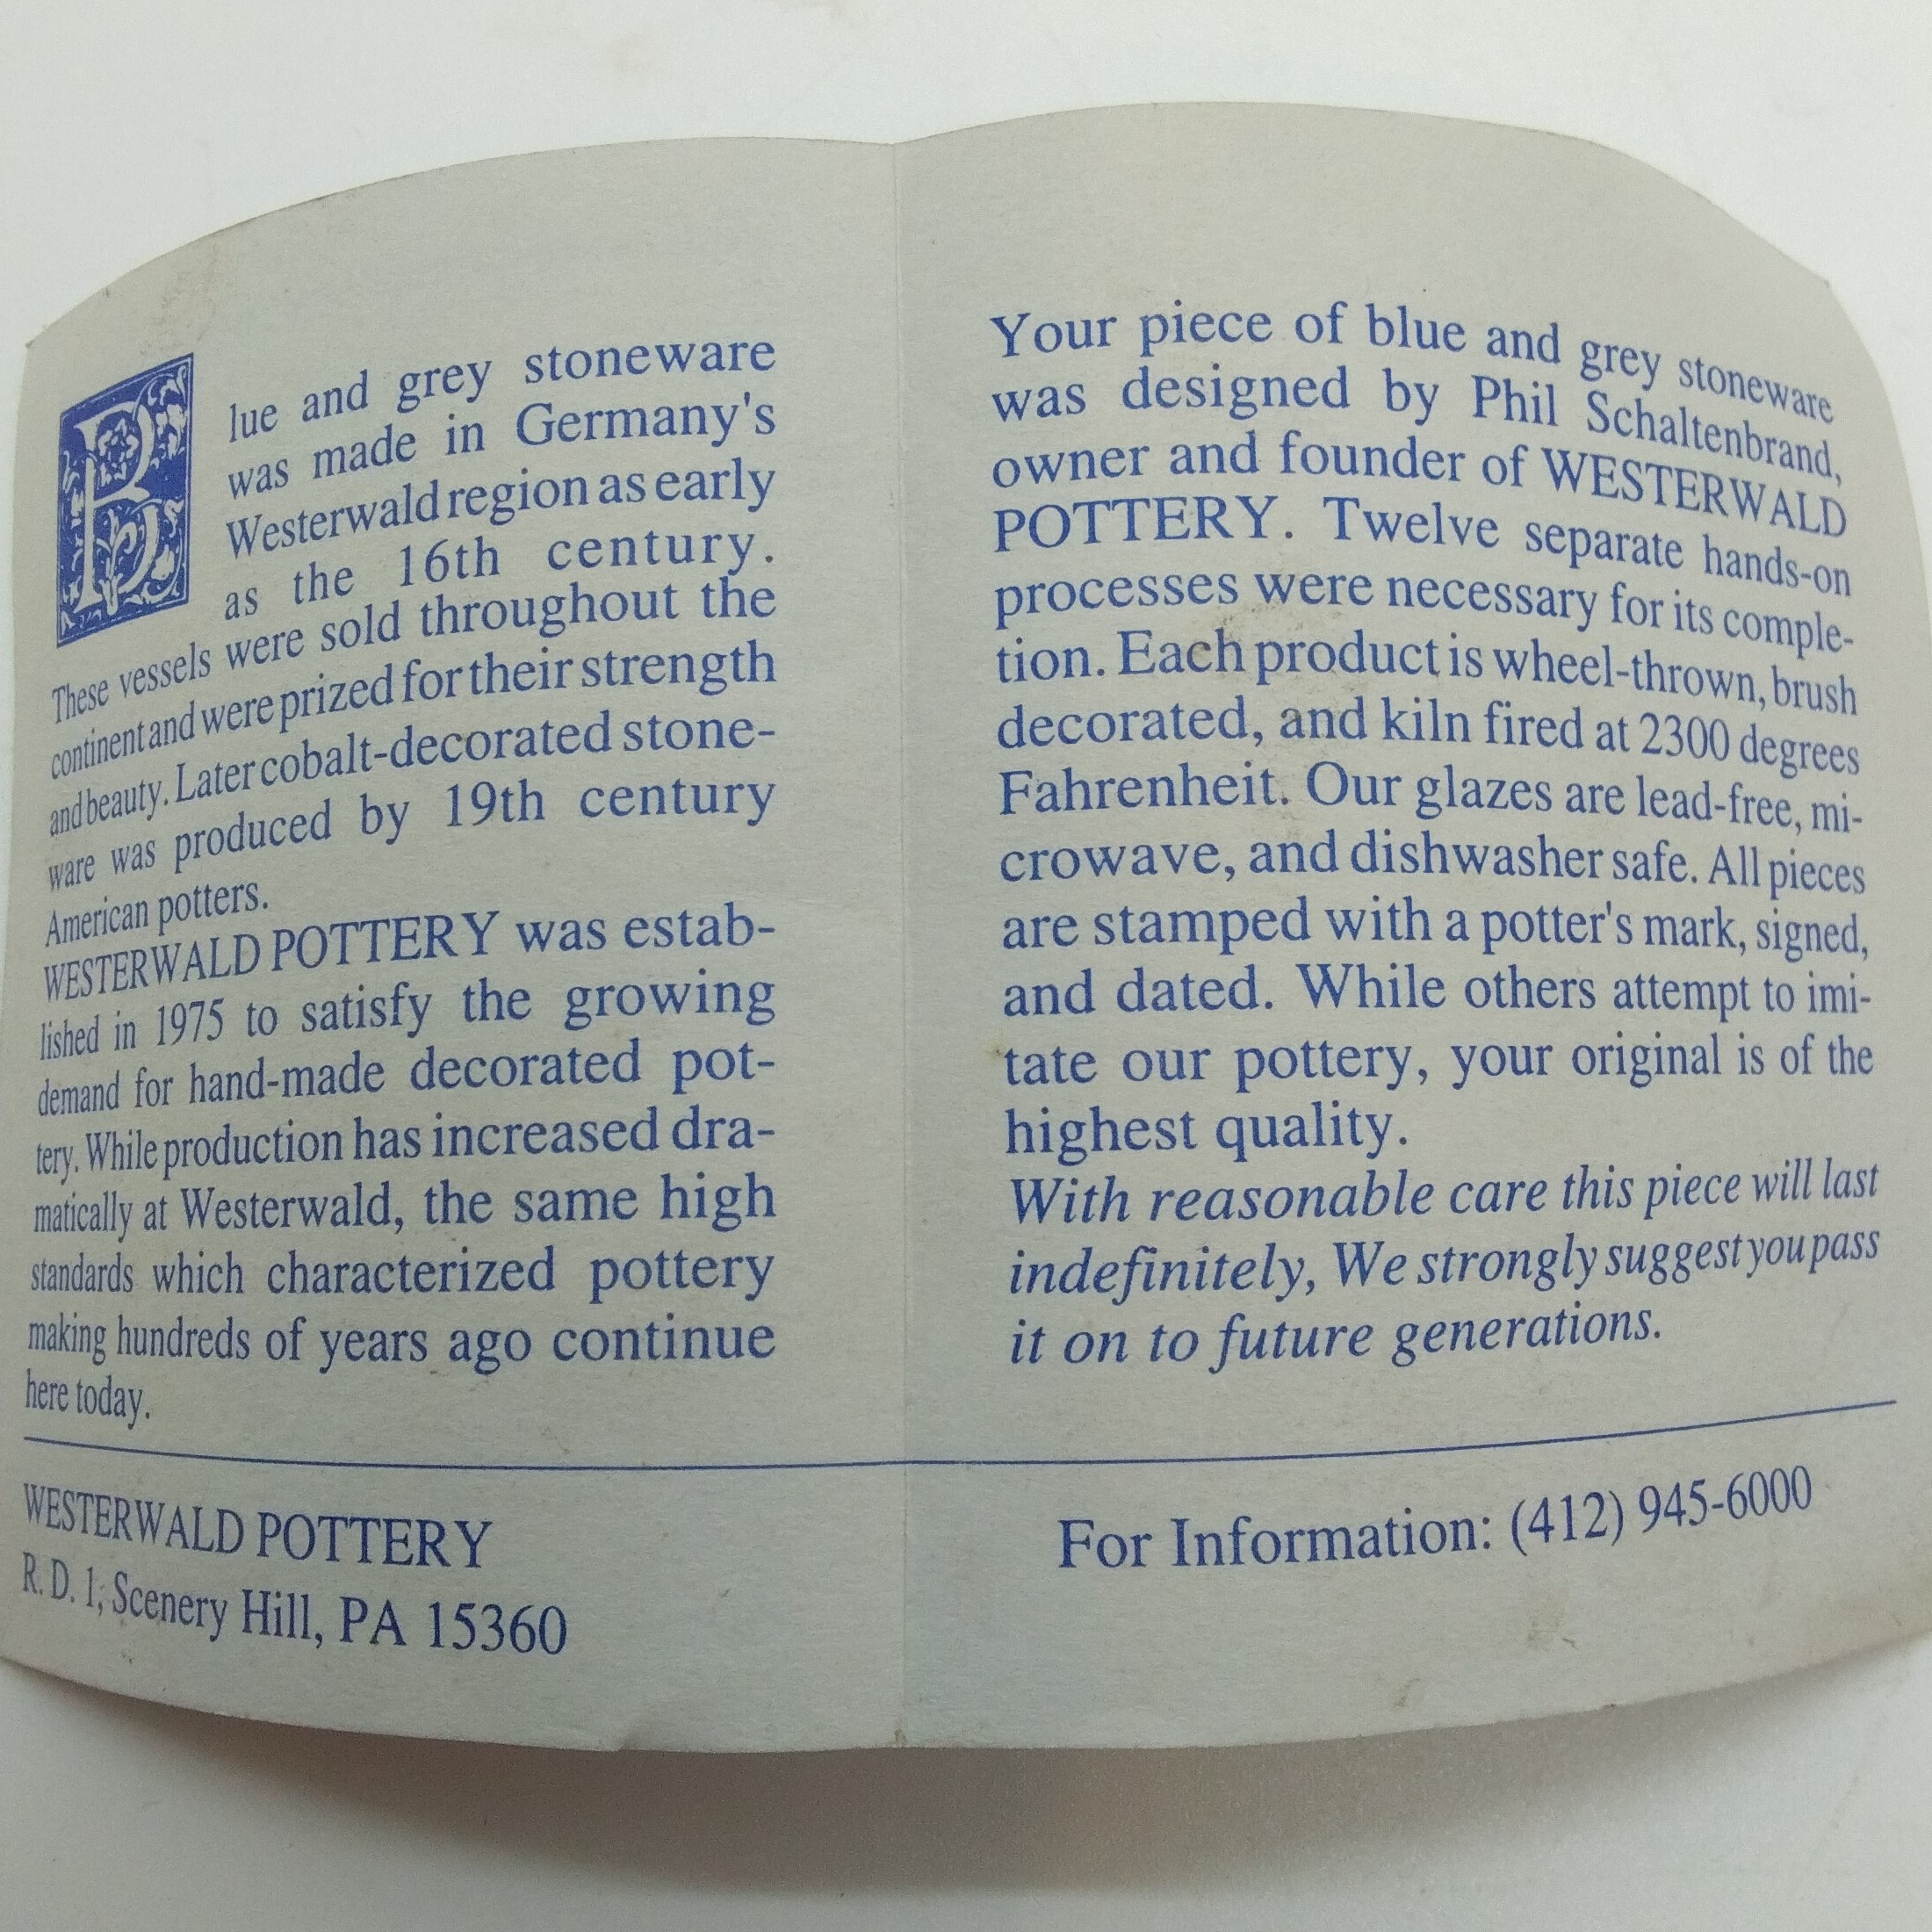 Blue and grey stoneware
was made in Germany's
Westerwald region as early
as the 16th century.
These vessels were sold throughout the
continent and were prized for their strength
and beauty. Later cobalt-decorated stone-
ware was produced by 19th century
American potters.
WESTERWALD POTTERY was estab-
lished in 1975 to satisfy the growing
demand for hand-made decorated pot-
tery. While production has increased dra-
matically at Westerwald, the same high
standards which characterized pottery
making hundreds of years ago continue
here today.
Your piece of blue and grey stoneware
was designed by Phil Schaltenbrand,
owner and founder of WESTERWALD
POTTERY. Twelve separate hands-on
processes were necessary for its comple-
tion. Each product is wheel-thrown, brush
decorated, and kiln fired at 2300 degrees
Fahrenheit. Our glazes are lead-free, mi-
crowave, and dishwasher safe. All pieces
are stamped with a potter's mark, signed,
and dated. While others attempt to imi-
tate our pottery, your original is of the
highest quality.
With reasonable care this piece will last
indefinitely, We strongly suggest you pass
it on to future generations.
WESTERWALD POTTERY
R. D. 1, Scenery Hill, PA 15360
For Information: (412) 945-6000